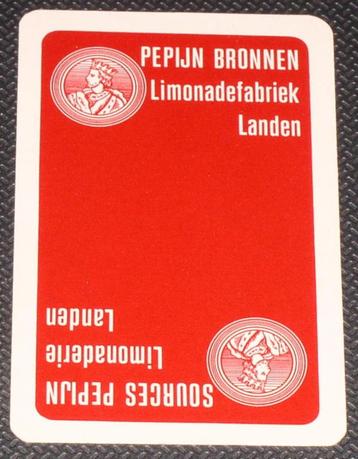 PEPIJN BRONNEN
Limonadefabriek
Landen
SOURCES PEPIJN
Limonaderie
Landen